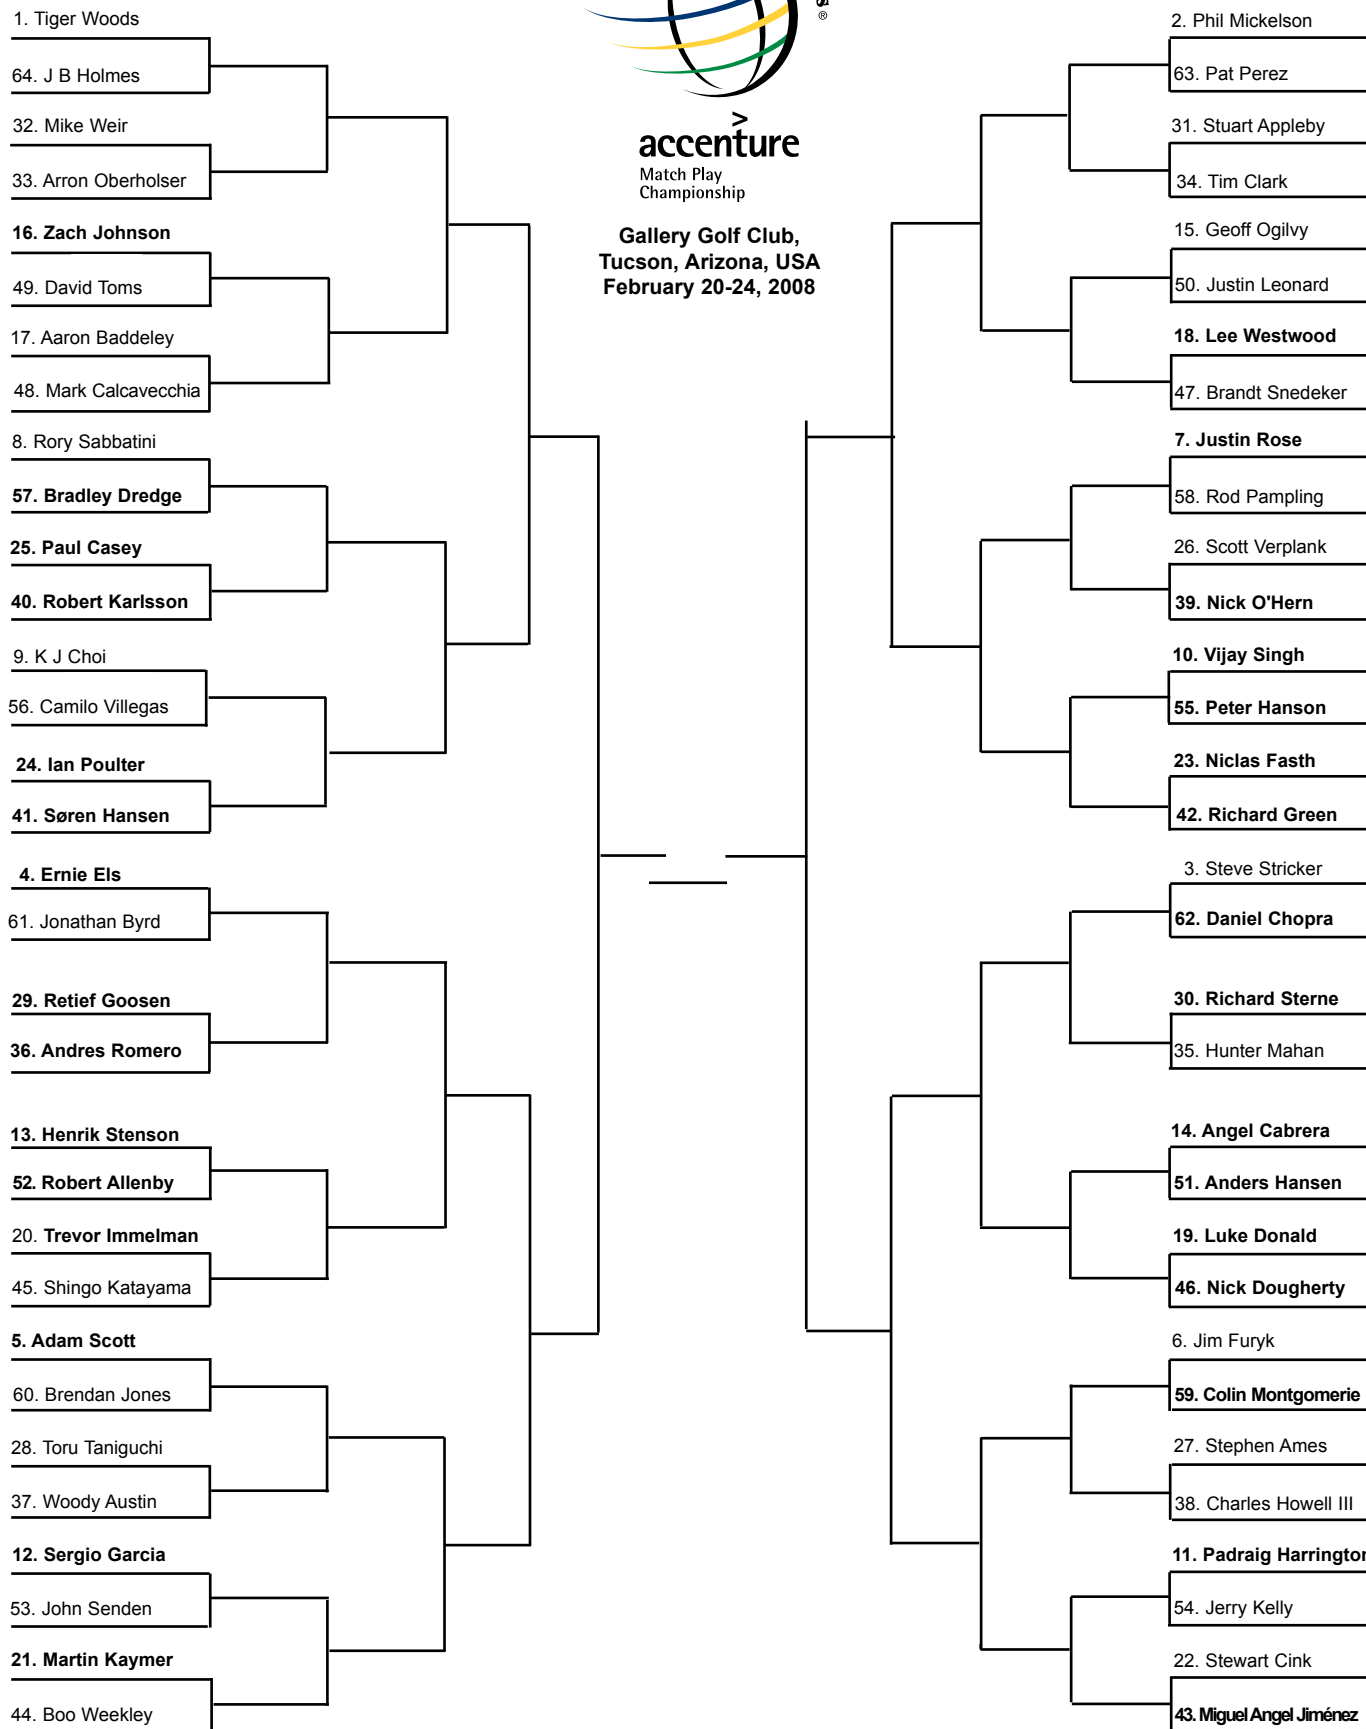 1. Tiger Woods
64. J B Holmes
32. Mike Weir
33. Arron Oberholser
16. Zach Johnson
49. David Toms
17. Aaron Baddeley
48. Mark Calcavecchia
8. Rory Sabbatini
57. Bradley Dredge
25. Paul Casey
40. Robert Karlsson
9. K J Choi
56. Camilo Villegas
24. Ian Poulter
41. Søren Hansen
4. Ernie Els
61. Jonathan Byrd
29. Retief Goosen
36. Andres Romero
13. Henrik Stenson
52. Robert Allenby
20. Trevor Immelman
45. Shingo Katayama
5. Adam Scott
60. Brendan Jones
28. Toru Taniguchi
37. Woody Austin
12. Sergio Garcia
53. John Senden
21. Martin Kaymer
44. Boo Weekley
®
>
accenture
Match Play
Championship
Gallery Golf Club,
Tucson, Arizona, USA
February 20-24, 2008
2. Phil Mickelson
63. Pat Perez
31. Stuart Appleby
34. Tim Clark
15. Geoff Ogilvy
50. Justin Leonard
18. Lee Westwood
47. Brandt Snedeker
7. Justin Rose
58. Rod Pampling
26. Scott Verplank
39. Nick O'Hern
10. Vijay Singh
55. Peter Hanson
23. Niclas Fasth
42. Richard Green
3. Steve Stricker
62. Daniel Chopra
30. Richard Sterne
35. Hunter Mahan
14. Angel Cabrera
51. Anders Hansen
19. Luke Donald
46. Nick Dougherty
6. Jim Furyk
59. Colin Montgomerie
27. Stephen Ames
38. Charles Howell III
11. Padraig Harrington
54. Jerry Kelly
22. Stewart Cink
43. Miguel Angel Jiménez